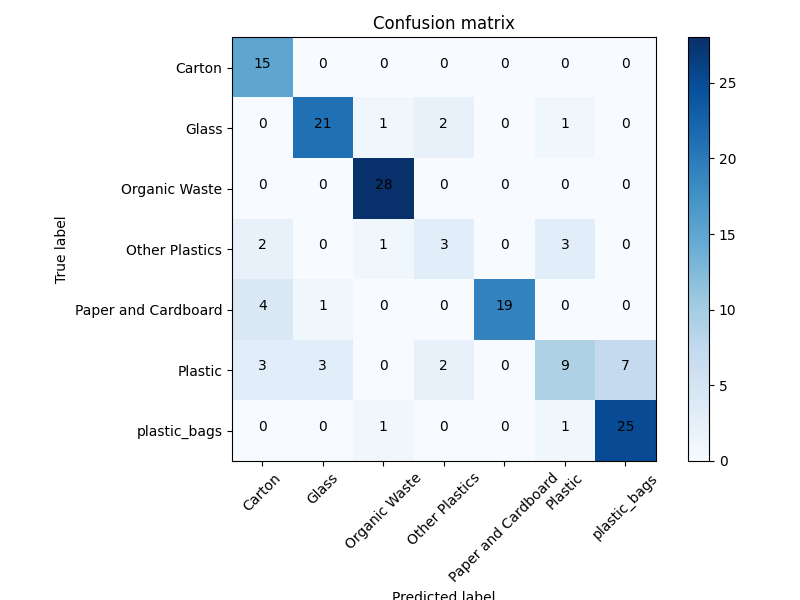 Confusion matrix
True label
Carton 15 0 0 0 0 0 0
Glass 0 21 1 2 0 1 0
Organic Waste 0 0 28 0 0 0 0
Other Plastics 2 0 1 3 0 3 0
Paper and Cardboard 4 1 0 0 19 0 0
Plastic 3 3 0 2 0 9 7
plastic_bags 0 0 1 0 0 1 25
Carton Glass Organic Waste Other Plastics Paper and Cardboard Plastic plastic_bags
Predicted label
25
20
15
10
5
0